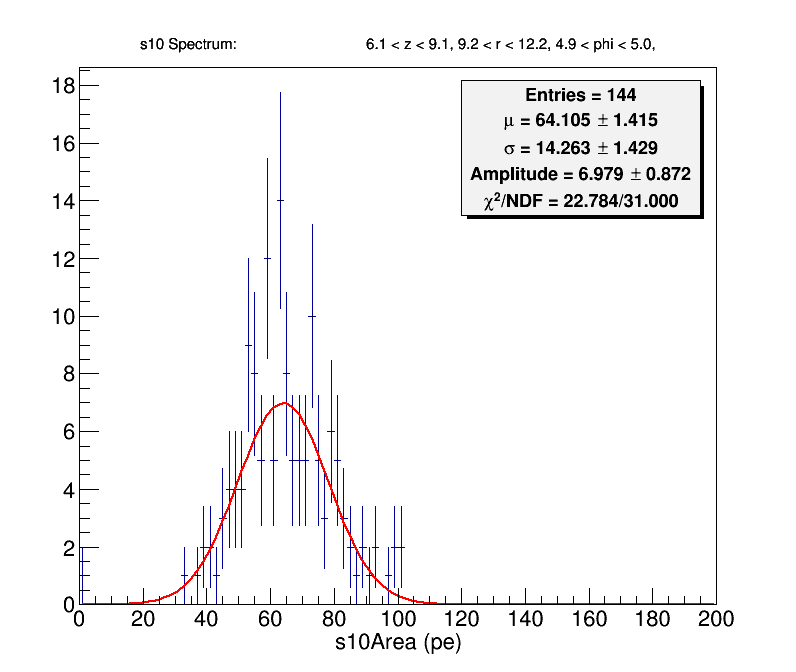 s10 Spectrum: 6.1 < z < 9.1, 9.2 < r < 12.2, 4.9 < phi < 5.0,
Entries = 144
μ = 64.105 ± 1.415
σ = 14.263 ± 1.429
Amplitude = 6.979 ± 0.872
χ²/NDF = 22.784/31.000
18
16
14
12
10
8
6
4
2
0
0 20 40 60 80 100 120 140 160 180 200
s10Area (pe)